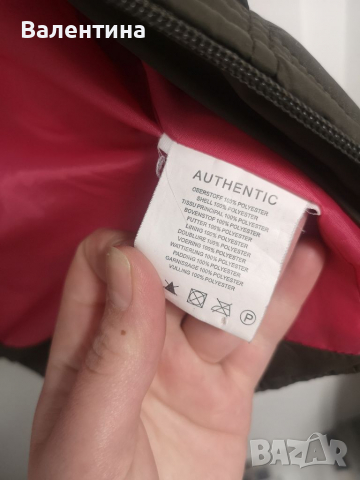 Валентина
AUTHENTIC
OBERSTOFF 100% POLYESTER
SHELL 100% POLYESTER
TISSU PRINCIPAL 100% POLYESTER
BOVENSTOF 100% POLYESTER
FUTTER 100% POLYESTER
LINING 100% POLYESTER
DOUBLURE 100% POLYESTER
VOERING 100% POLYESTER
WATTIERUNG 100% POLYESTER
PADDING 100% POLYESTER
GARNISSAGE 100% POLYESTER
VULLING 100% POLYESTER
P
BAZAR